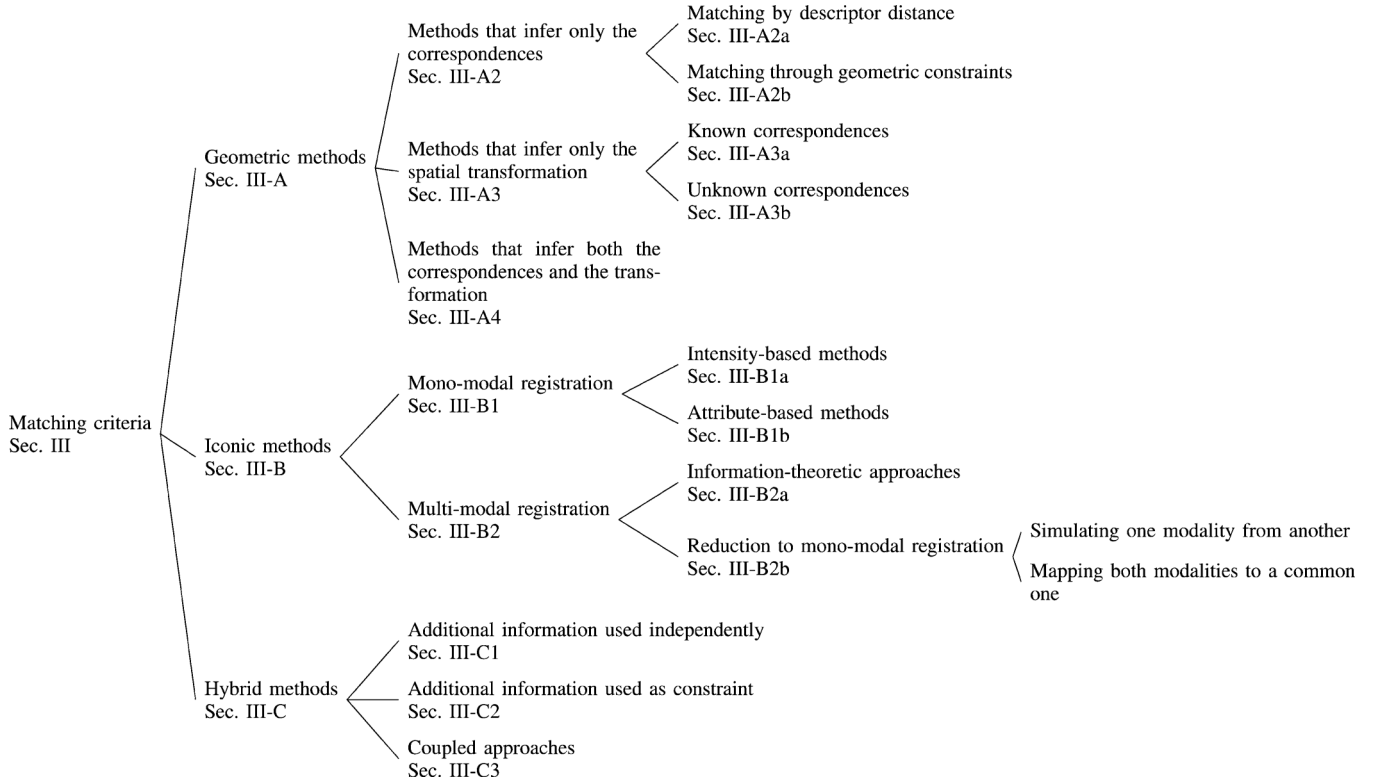 Matching criteria
Sec. III
Geometric methods
Sec. III-A
Methods that infer only the
correspondences
Sec. III-A2
Matching by descriptor distance
Sec. III-A2a
Matching through geometric constraints
Sec. III-A2b
Methods that infer only the
spatial transformation
Sec. III-A3
Known correspondences
Sec. III-A3a
Unknown correspondences
Sec. III-A3b
Methods that infer both the
correspondences and the trans-
formation
Sec. III-A4
Iconic methods
Sec. III-B
Mono-modal registration
Sec. III-B1
Intensity-based methods
Sec. III-B1a
Attribute-based methods
Sec. III-B1b
Multi-modal registration
Sec. III-B2
Information-theoretic approaches
Sec. III-B2a
Reduction to mono-modal registration
Sec. III-B2b
Simulating one modality from another
Mapping both modalities to a common
one
Hybrid methods
Sec. III-C
Additional information used independently
Sec. III-C1
Additional information used as constraint
Sec. III-C2
Coupled approaches
Sec. III-C3